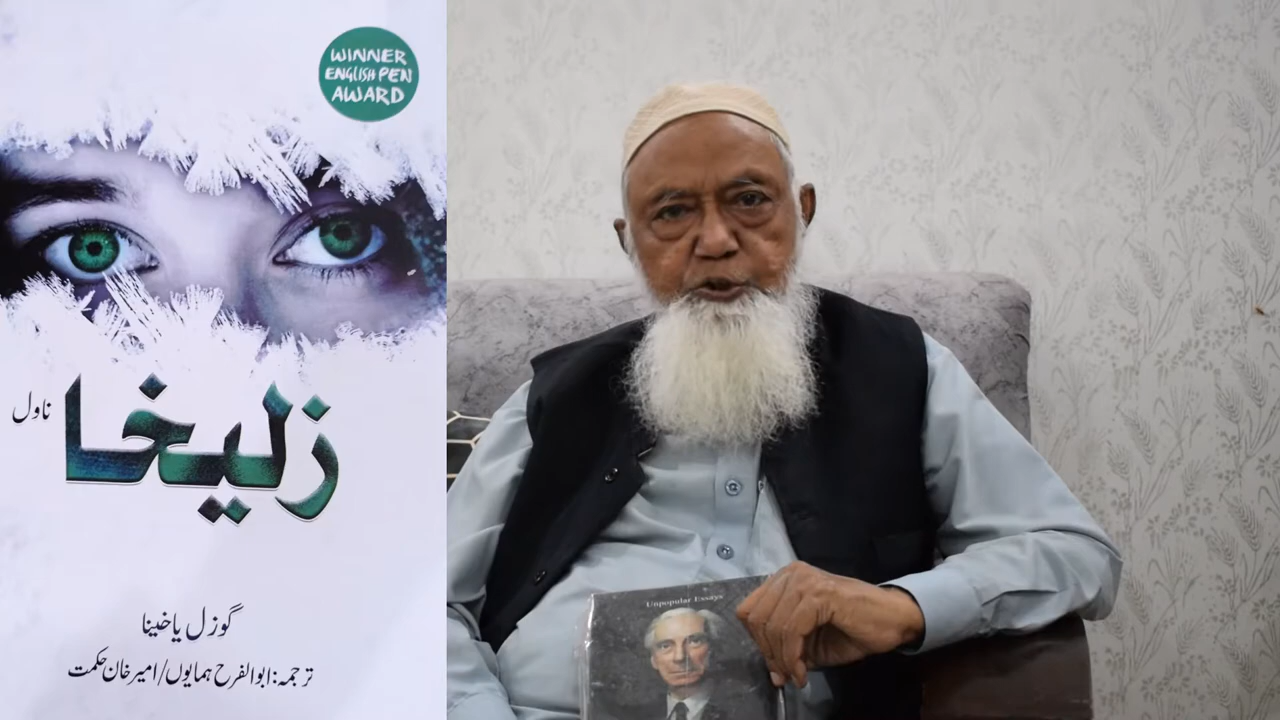 WINNER
ENGLISH PEN
AWARD
زلیخا
ناول
گوزل یاخینا
ترجمہ: ابوالفرح ہمایوں/امیر خان حکمت
Unpopular Essays